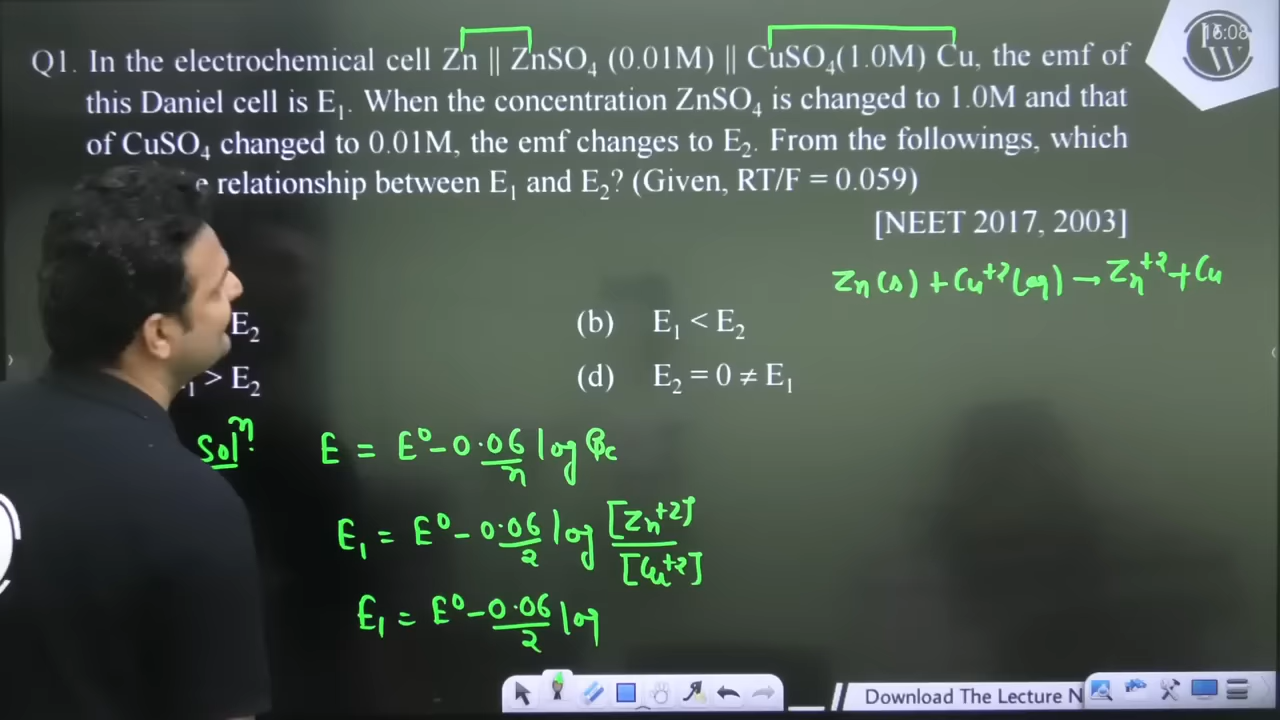 15:08
Q1. In the electrochemical cell Zn || ZnSO₄ (0.01M) || CuSO₄(1.0M) Cu, the emf of
this Daniel cell is E₁. When the concentration ZnSO₄ is changed to 1.0M and that
of CuSO₄ changed to 0.01M, the emf changes to E₂. From the followings, which
relationship between E₁ and E₂? (Given, RT/F = 0.059)
[NEET 2017, 2003]
Zn(s) + Cu⁺²(aq) → Zn⁺² + Cu
E₂
(b) E₁ < E₂
₁ > E₂
(d) E₂ = 0 ≠ E₁
Solⁿ
E = E⁰ - 0.06/n log Qc
E₁ = E⁰ - 0.06/2 log [Zn⁺²]/[Cu⁺²]
E₁ = E⁰ - 0.06/2 log
Download The Lecture N